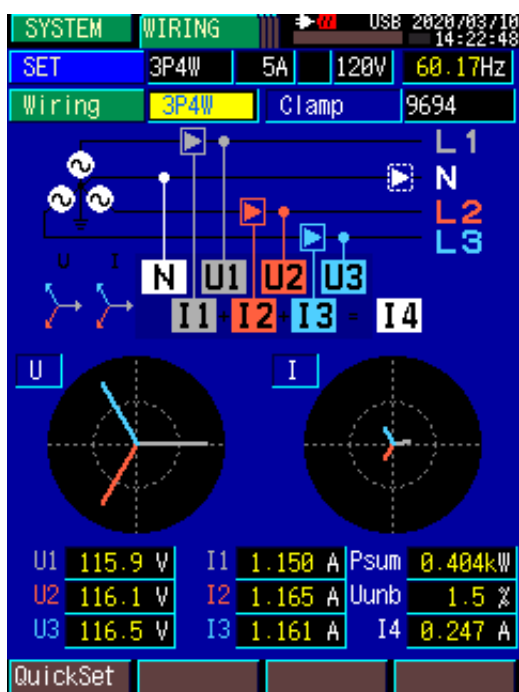 SYSTEM WIRING USB 2020/03/10
14:22:48
SET 3P4W 5A 120V 60.17Hz
Wiring 3P4W Clamp 9694
L1
N
L2
L3
U I
N U1 U2 U3
I1 + I2 + I3 = I4
U I
U1 115.9 V I1 1.150 A Psum 0.404kW
U2 116.1 V I2 1.165 A Uunb 1.5 %
U3 116.5 V I3 1.161 A I4 0.247 A
QuickSet